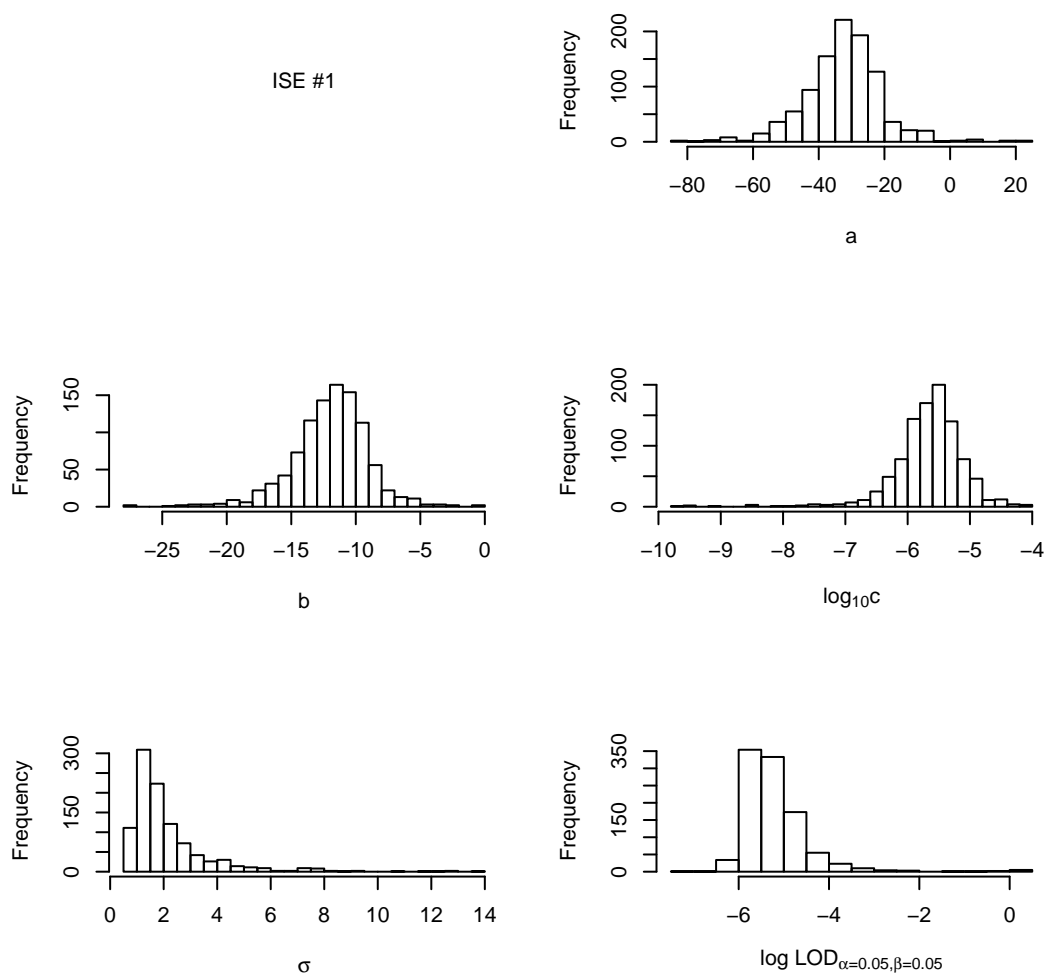 ISE #1
Frequency
0 100 200
−80 −60 −40 −20 0 20
a
Frequency
0 50 150
−25 −20 −15 −10 −5 0
b
Frequency
0 100 200
−10 −9 −8 −7 −6 −5 −4
log10c
Frequency
0 150 300
0 2 4 6 8 10 12 14
σ
Frequency
0 150 350
−6 −4 −2 0
log LODα=0.05,β=0.05